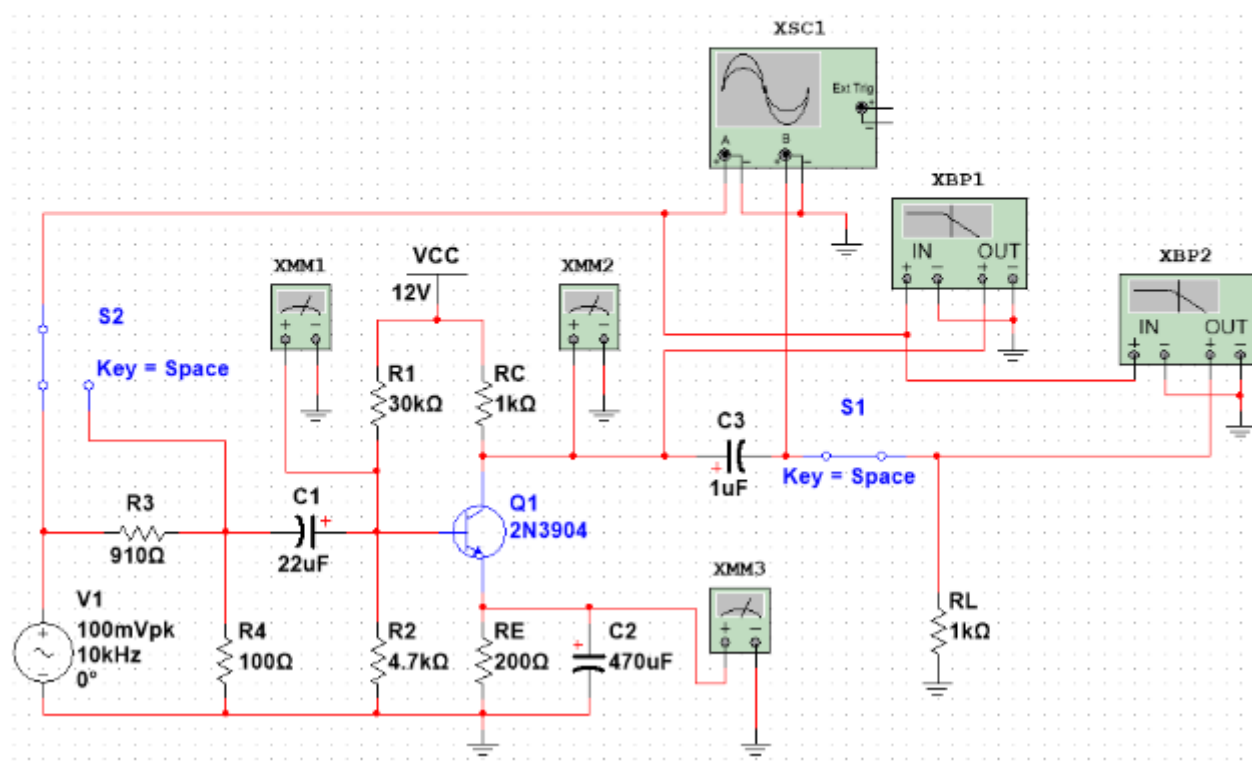 XSC1
Ext Trig
+
−
A
B
+ − + −
XBP1
IN OUT
+ − + −
XBP2
IN OUT
+ − + −
XMM1
+ −
VCC
12V
XMM2
+ −
S2
Key = Space
R1
30kΩ
RC
1kΩ
S1
Key = Space
C3
+
1uF
R3
910Ω
C1
+
22uF
Q1
2N3904
XMM3
+ −
V1
100mVpk
10kHz
0°
+
−
R4
100Ω
R2
4.7kΩ
RE
200Ω
C2
+
470uF
RL
1kΩ